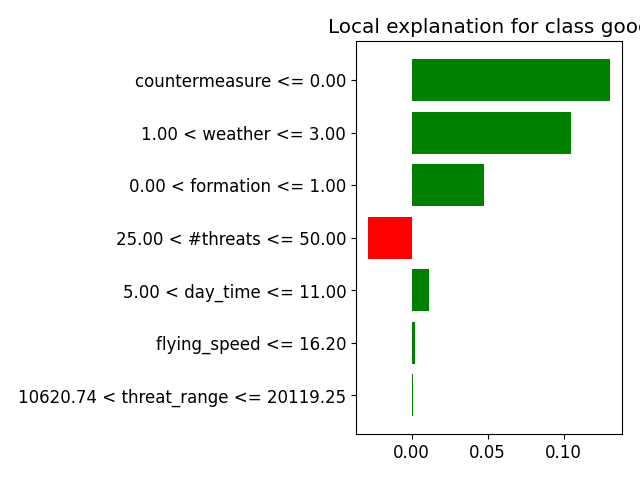 Local explanation for class good
countermeasure <= 0.00
1.00 < weather <= 3.00
0.00 < formation <= 1.00
25.00 < #threats <= 50.00
5.00 < day_time <= 11.00
flying_speed <= 16.20
10620.74 < threat_range <= 20119.25
0.00 0.05 0.10